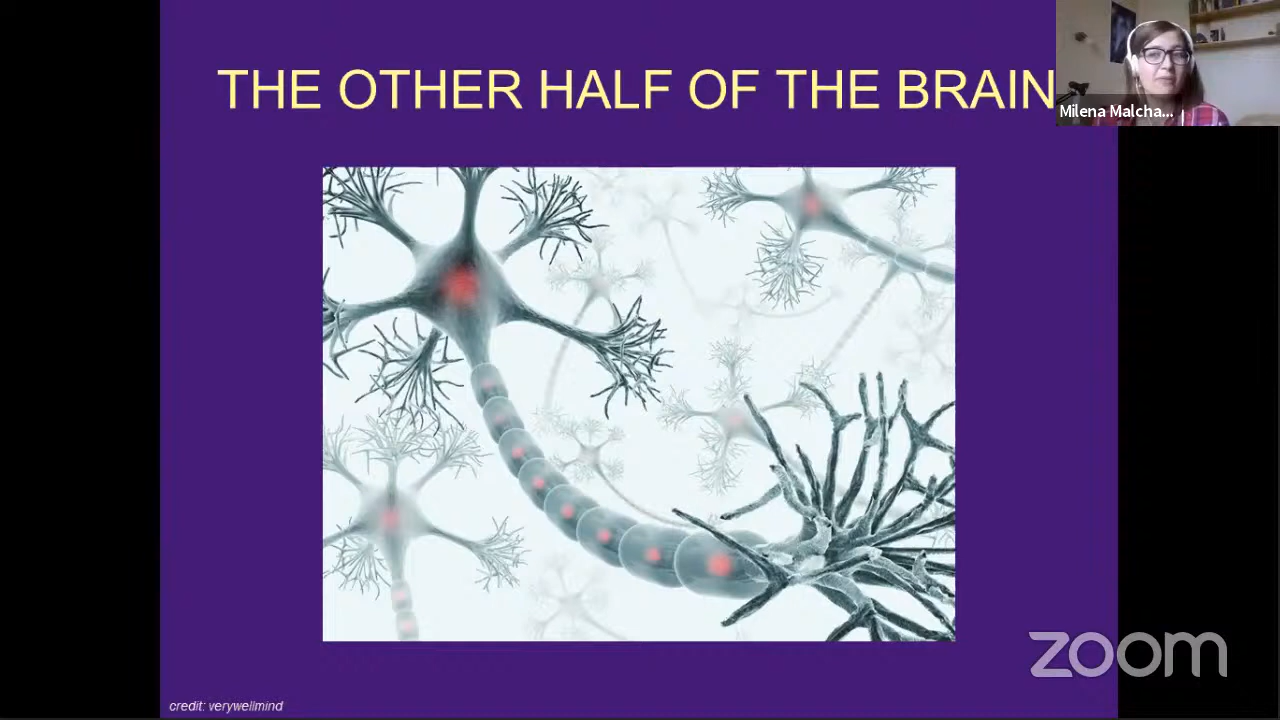 THE OTHER HALF OF THE BRAIN
Milena Malcha...
zoom
credit: verywellmind